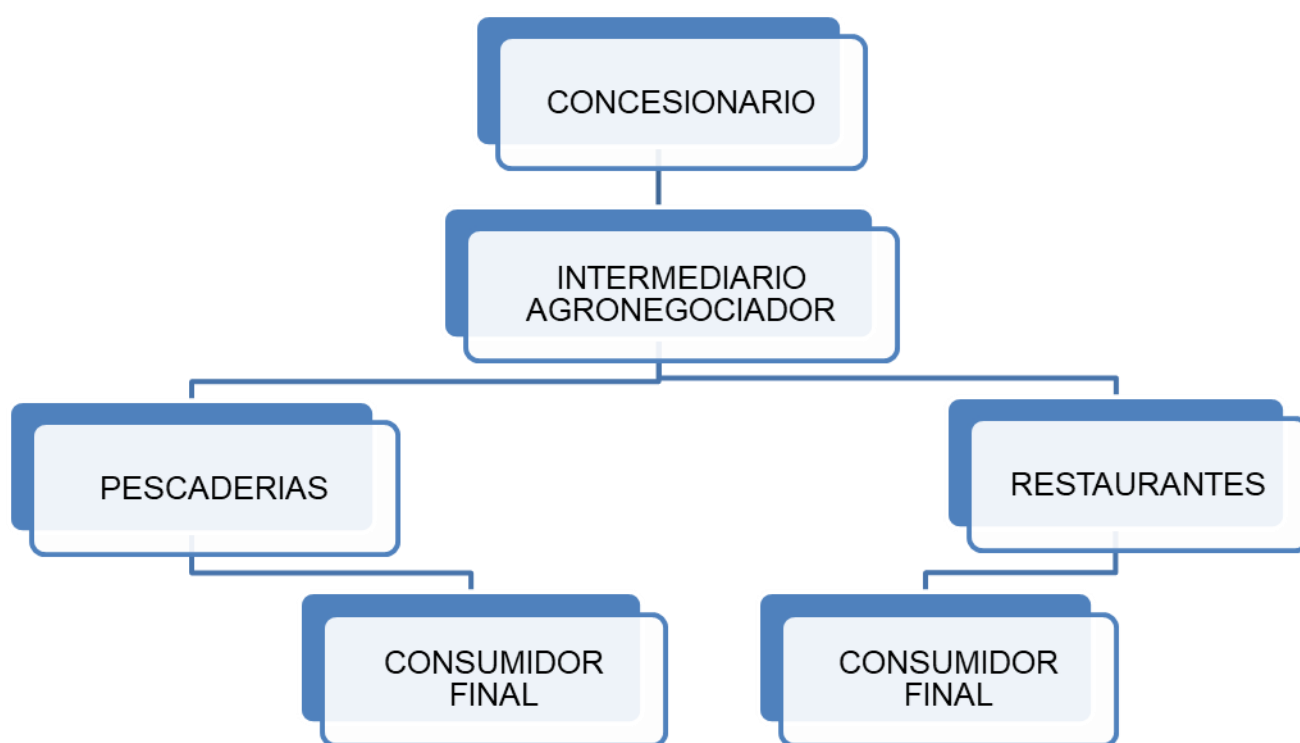 CONCESIONARIO
INTERMEDIARIO
AGRONEGOCIADOR
PESCADERIAS
RESTAURANTES
CONSUMIDOR
FINAL
CONSUMIDOR
FINAL